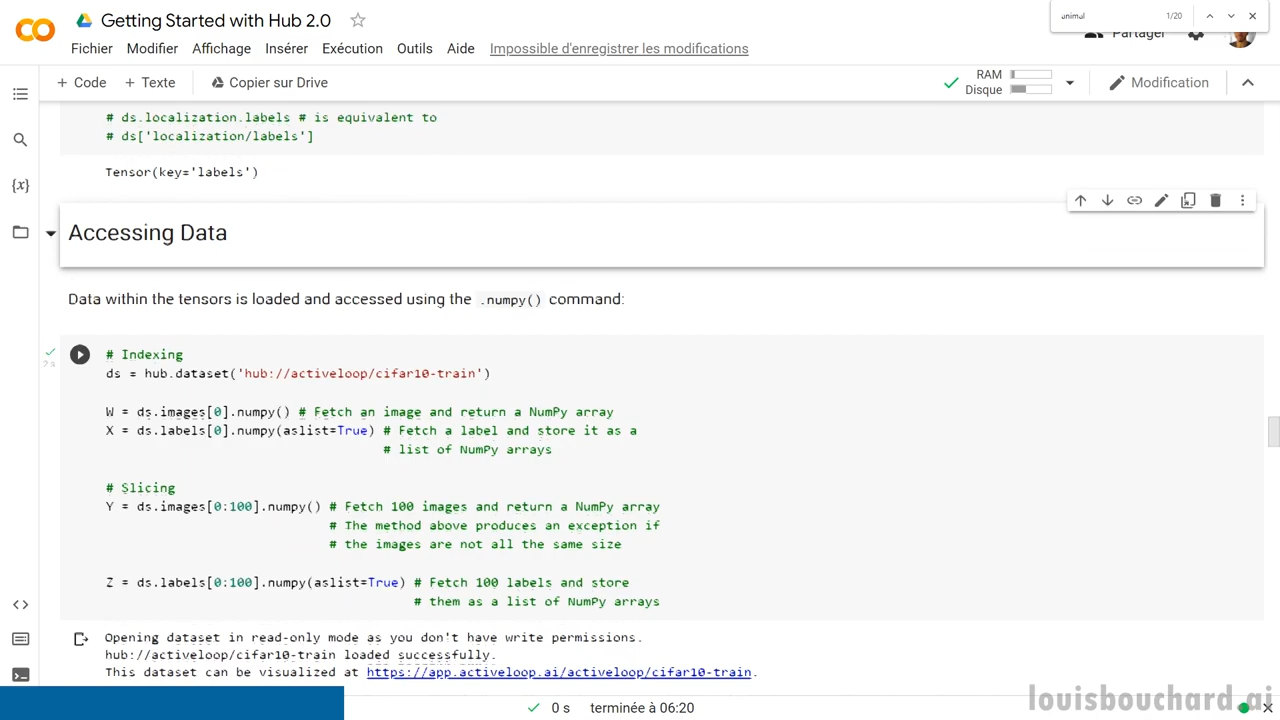 Getting Started with Hub 2.0
unimal 1/20
Fichier Modifier Affichage Insérer Exécution Outils Aide Impossible d'enregistrer les modifications
Partager
+ Code + Texte Copier sur Drive
RAM
Disque
Modification
# ds.localization.labels # is equivalent to
# ds['localization/labels']
Tensor(key='labels')
Accessing Data
Data within the tensors is loaded and accessed using the .numpy() command:
2 s
# Indexing
ds = hub.dataset('hub://activeloop/cifar10-train')
W = ds.images[0].numpy() # Fetch an image and return a NumPy array
X = ds.labels[0].numpy(aslist=True) # Fetch a label and store it as a
# list of NumPy arrays
# Slicing
Y = ds.images[0:100].numpy() # Fetch 100 images and return a NumPy array
# The method above produces an exception if
# the images are not all the same size
Z = ds.labels[0:100].numpy(aslist=True) # Fetch 100 labels and store
# them as a list of NumPy arrays
Opening dataset in read-only mode as you don't have write permissions.
hub://activeloop/cifar10-train loaded successfully.
This dataset can be visualized at https://app.activeloop.ai/activeloop/cifar10-train.
0 s terminée à 06:20
louisbouchard.ai